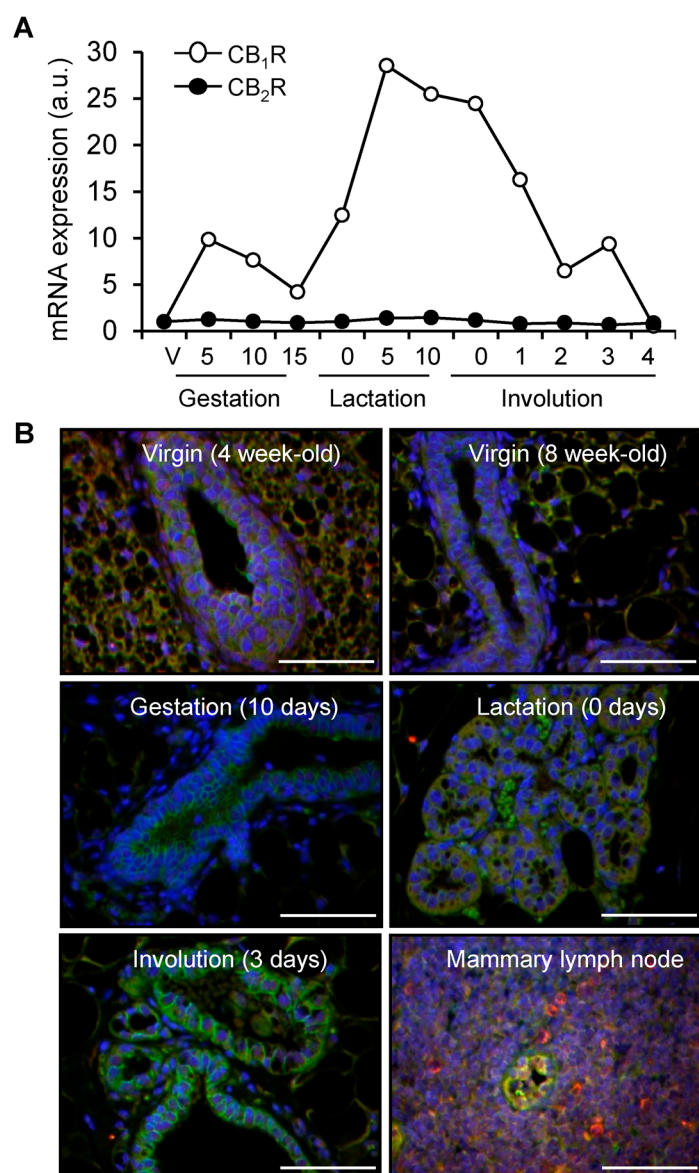 A
mRNA expression (a.u.)
30
25
20
15
10
5
0
CB₁R
CB₂R
V 5 10 15 0 5 10 0 1 2 3 4
Gestation Lactation Involution
B
Virgin (4 week-old) Virgin (8 week-old)
Gestation (10 days) Lactation (0 days)
Involution (3 days) Mammary lymph node